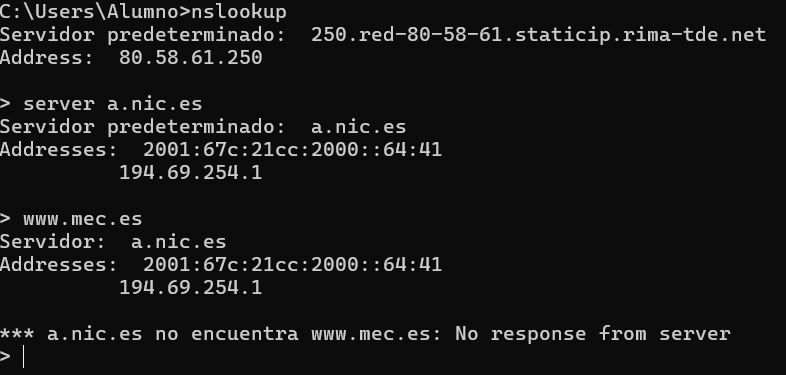 C:\Users\Alumno>nslookup
Servidor predeterminado:  250.red-80-58-61.staticip.rima-tde.net
Address:  80.58.61.250
> server a.nic.es
Servidor predeterminado:  a.nic.es
Addresses:  2001:67c:21cc:2000::64:41
          194.69.254.1
> www.mec.es
Servidor:  a.nic.es
Addresses:  2001:67c:21cc:2000::64:41
          194.69.254.1
*** a.nic.es no encuentra www.mec.es: No response from server
>